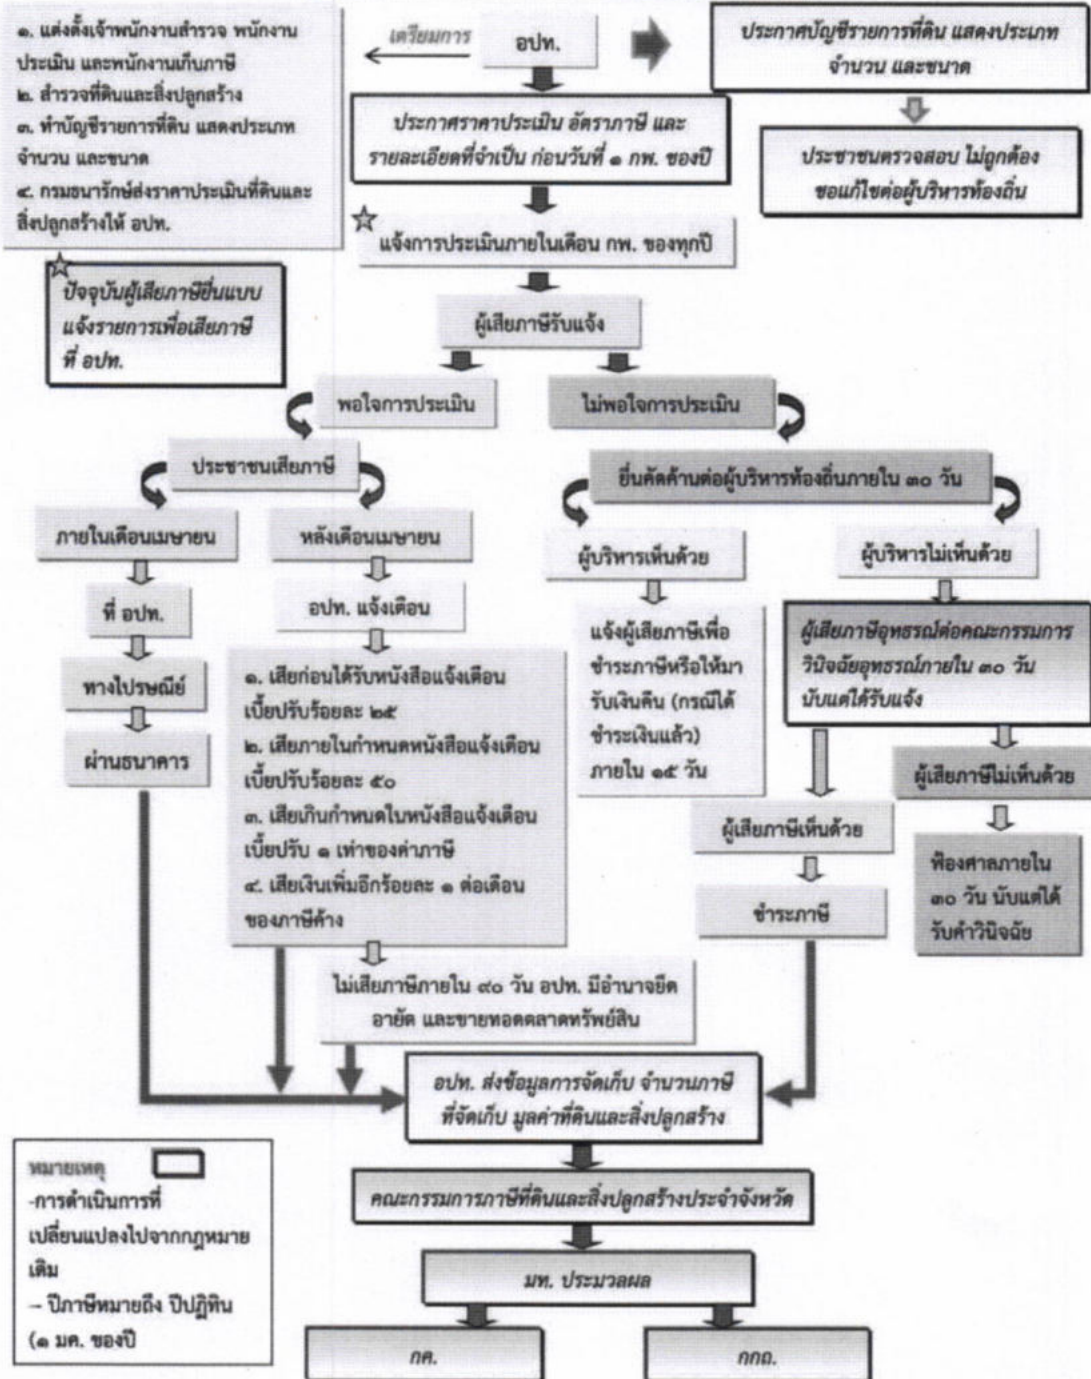 ๑. แต่งตั้งเจ้าพนักงานสำรวจ พนักงาน
ประเมิน และพนักงานเก็บภาษี
๒. สำรวจที่ดินและสิ่งปลูกสร้าง
๓. ทำบัญชีรายการที่ดิน แสดงประเภท
จำนวน และขนาด
๔. กรมธนารักษ์ส่งราคาประเมินที่ดินและ
สิ่งปลูกสร้างให้ อปท.
เตรียมการ
อปท.
ประกาศบัญชีรายการที่ดิน แสดงประเภท
จำนวน และขนาด
ประชาชนตรวจสอบ ไม่ถูกต้อง
ขอแก้ไขต่อผู้บริหารท้องถิ่น
ประกาศราคาประเมิน อัตราภาษี และ
รายละเอียดที่จำเป็น ก่อนวันที่ ๑ กพ. ของปี
แจ้งการประเมินภายในเดือน กพ. ของทุกปี
ปัจจุบันผู้เสียภาษียื่นแบบ
แจ้งรายการเพื่อเสียภาษี
ที่ อปท.
ผู้เสียภาษีรับแจ้ง
พอใจการประเมิน
ไม่พอใจการประเมิน
ประชาชนเสียภาษี
ยื่นคัดค้านต่อผู้บริหารท้องถิ่นภายใน ๓๐ วัน
ภายในเดือนเมษายน
หลังเดือนเมษายน
ผู้บริหารเห็นด้วย
ผู้บริหารไม่เห็นด้วย
ที่ อปท.
ทางไปรษณีย์
ผ่านธนาคาร
อปท. แจ้งเตือน
๑. เสียก่อนได้รับหนังสือแจ้งเตือน
เบี้ยปรับร้อยละ ๒๕
๒. เสียภายในกำหนดหนังสือแจ้งเตือน
เบี้ยปรับร้อยละ ๕๐
๓. เสียเกินกำหนดในหนังสือแจ้งเตือน
เบี้ยปรับ ๑ เท่าของค่าภาษี
๔. เสียเงินเพิ่มอีกร้อยละ ๑ ต่อเดือน
ของภาษีค้าง
แจ้งผู้เสียภาษีเพื่อ
ชำระภาษีหรือให้มา
รับเงินคืน (กรณีได้
ชำระเงินแล้ว)
ภายใน ๑๕ วัน
ผู้เสียภาษีอุทธรณ์ต่อคณะกรรมการ
วินิจฉัยอุทธรณ์ภายใน ๓๐ วัน
นับแต่ได้รับแจ้ง
ผู้เสียภาษีเห็นด้วย
ชำระภาษี
ผู้เสียภาษีไม่เห็นด้วย
ฟ้องศาลภายใน
๓๐ วัน นับแต่ได้
รับคำวินิจฉัย
ไม่เสียภาษีภายใน ๙๐ วัน อปท. มีอำนาจยึด
อายัด และขายทอดตลาดทรัพย์สิน
อปท. ส่งข้อมูลการจัดเก็บ จำนวนภาษี
ที่จัดเก็บ มูลค่าที่ดินและสิ่งปลูกสร้าง
คณะกรรมการภาษีที่ดินและสิ่งปลูกสร้างประจำจังหวัด
มท. ประมวลผล
กค.
กกถ.
หมายเหตุ
-การดำเนินการที่
เปลี่ยนแปลงไปจากกฎหมาย
เดิม
– ปีภาษีหมายถึง ปีปฏิทิน
(๑ มค. ของปี